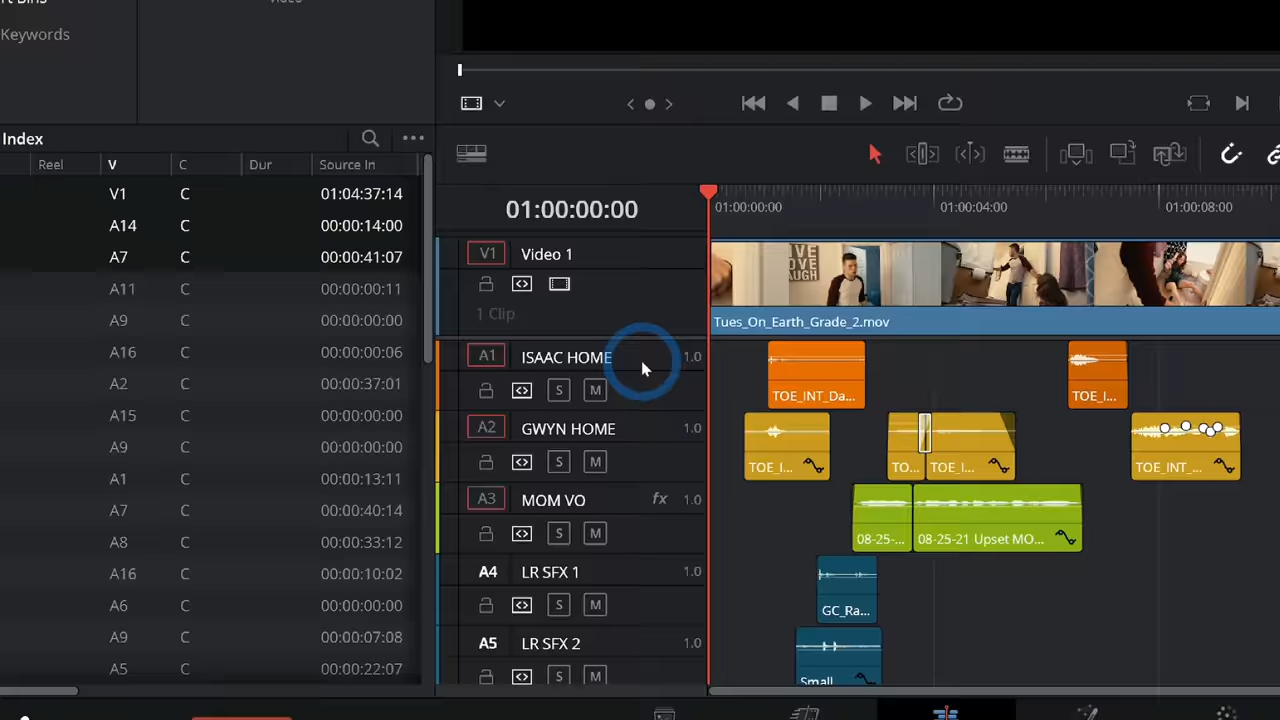 Keywords
Index
Reel V C Dur Source In
V1 C 01:04:37:14
A14 C 00:00:14:00
A7 C 00:00:41:07
A11 C 00:00:00:11
A9 C 00:00:00:00
A16 C 00:00:00:06
A2 C 00:00:37:01
A15 C 00:00:00:00
A9 C 00:00:00:00
A1 C 00:00:13:11
A7 C 00:00:40:14
A8 C 00:00:33:12
A16 C 00:00:10:02
A6 C 00:00:00:00
A9 C 00:00:07:08
A5 C 00:00:22:07
01:00:00:00
01:00:00:00 01:00:04:00 01:00:08:00
V1 Video 1
1 Clip
LAUGH
Tues_On_Earth_Grade_2.mov
A1 ISAAC HOME 1.0
S M
TOE_INT_Da... TOE_I...
A2 GWYN HOME 1.0
S M
TOE_I... TO... TOE_I... TOE_INT_...
A3 MOM VO fx 1.0
S M
08-25-... 08-25-21 Upset MO...
A4 LR SFX 1 1.0
S M
GC_Ra...
A5 LR SFX 2 1.0
S M
Small